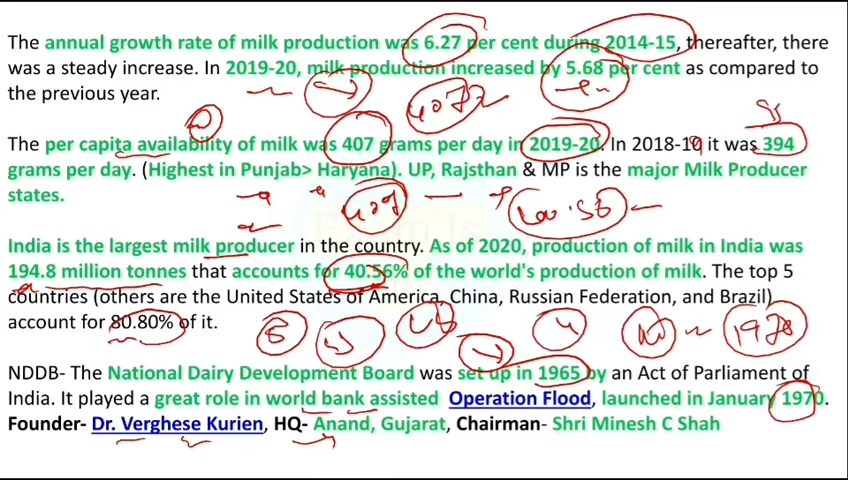 The annual growth rate of milk production was 6.27 per cent during 2014-15, thereafter, there
was a steady increase. In 2019-20, milk production increased by 5.68 per cent as compared to
the previous year.
The per capita availability of milk was 407 grams per day in 2019-20. In 2018-19 it was 394
grams per day. (Highest in Punjab> Haryana). UP, Rajsthan & MP is the major Milk Producer
states.
India is the largest milk producer in the country. As of 2020, production of milk in India was
194.8 million tonnes that accounts for 40.56% of the world's production of milk. The top 5
countries (others are the United States of America, China, Russian Federation, and Brazil)
account for 80.80% of it.
NDDB- The National Dairy Development Board was set up in 1965 by an Act of Parliament of
India. It played a great role in world bank assisted Operation Flood, launched in January 1970.
Founder- Dr. Verghese Kurien, HQ- Anand, Gujarat, Chairman- Shri Minesh C Shah